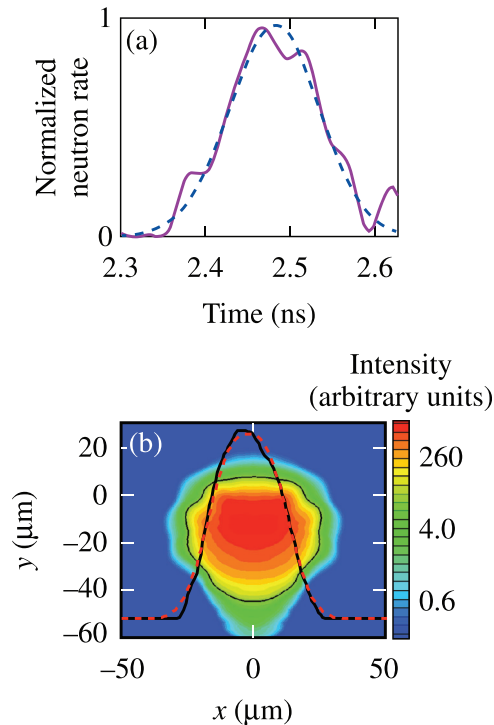 1
(a)
Normalized
neutron rate
0
2.3 2.4 2.5 2.6
Time (ns)
Intensity
(arbitrary units)
(b)
20
0
–20
–40
–60
y (μm)
260
4.0
0.6
–50 0 50
x (μm)